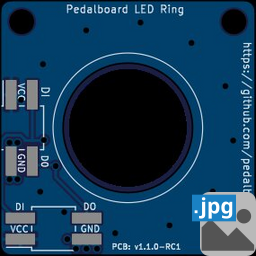 Pedalboard LED Ring
https://github.com/pedalb
VCC DI
GND DO
DI DO
VCC GND
PCB: v1.1.0-RC1
.jpg